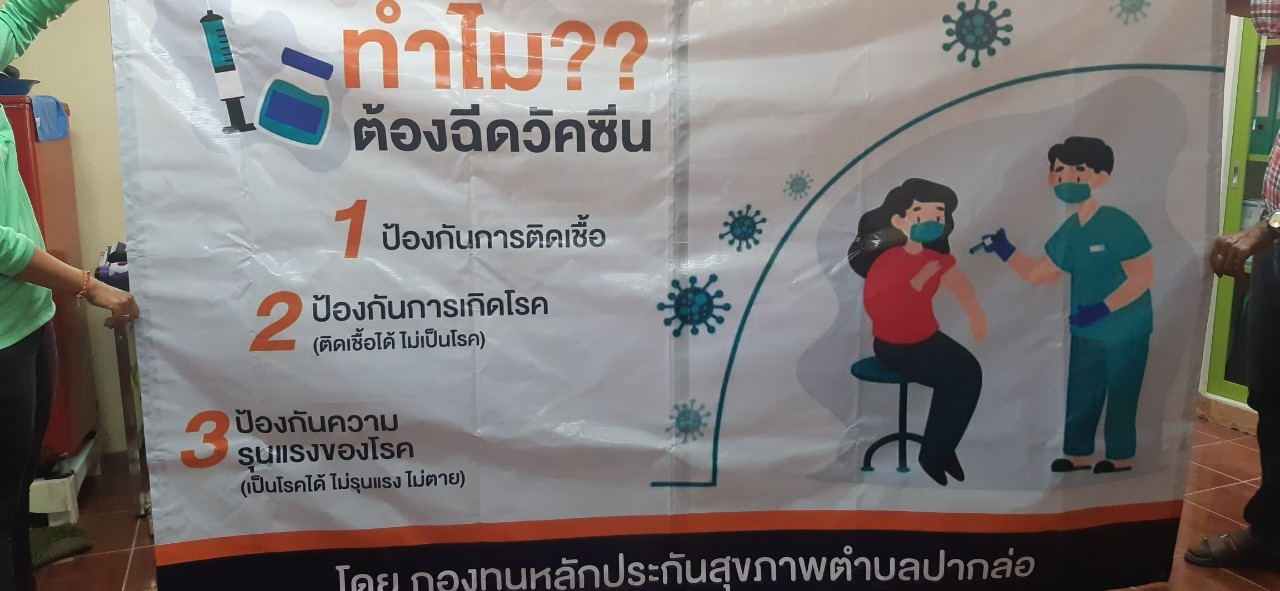 ทำไม??
ต้องฉีดวัคซีน
1 ป้องกันการติดเชื้อ
2 ป้องกันการเกิดโรค
(ติดเชื้อได้ ไม่เป็นโรค)
3 ป้องกันความ
รุนแรงของโรค
(เป็นโรคได้ ไม่รุนแรง ไม่ตาย)
โดย กองทุนหลักประกันสุขภาพตำบลปากล่อ